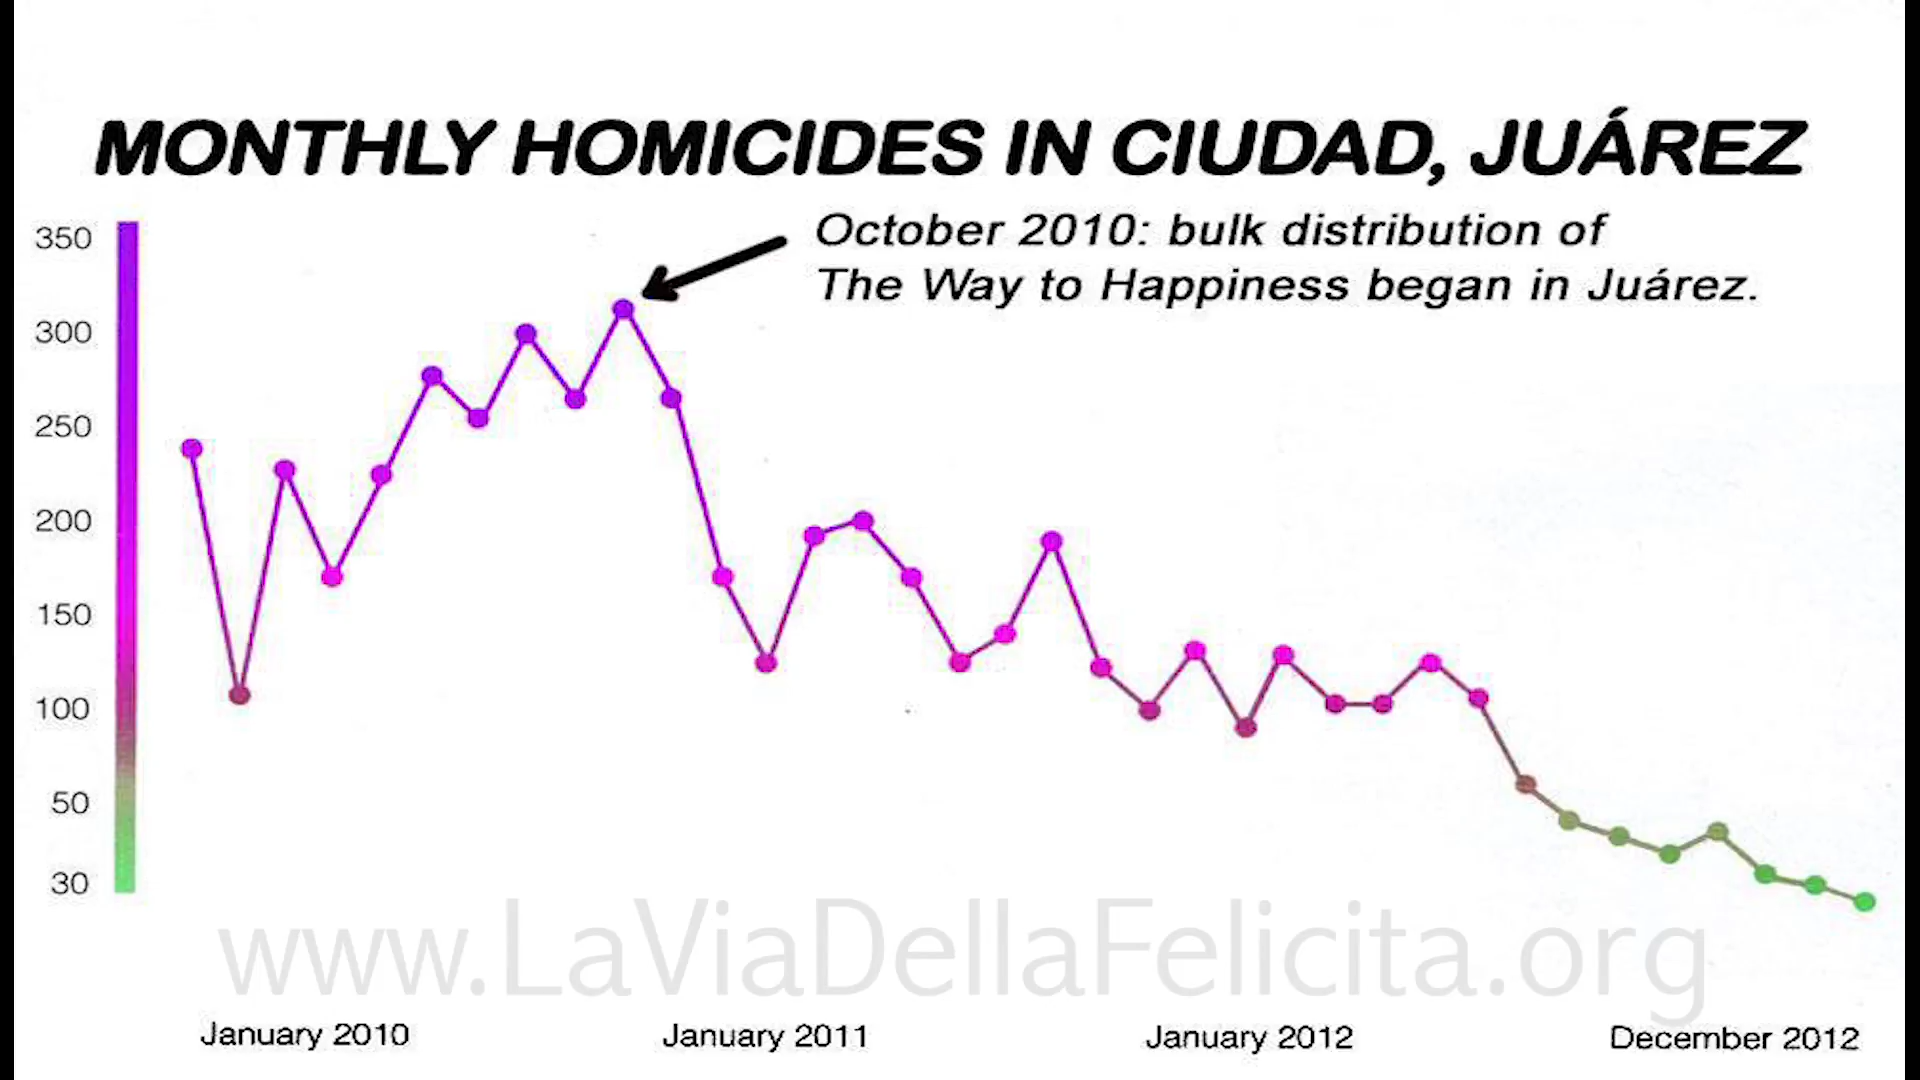 MONTHLY HOMICIDES IN CIUDAD, JUÁREZ
October 2010: bulk distribution of
The Way to Happiness began in Juárez.
350
300
250
200
150
100
50
30
www.LaViaDellaFelicita.org
January 2010
January 2011
January 2012
December 2012